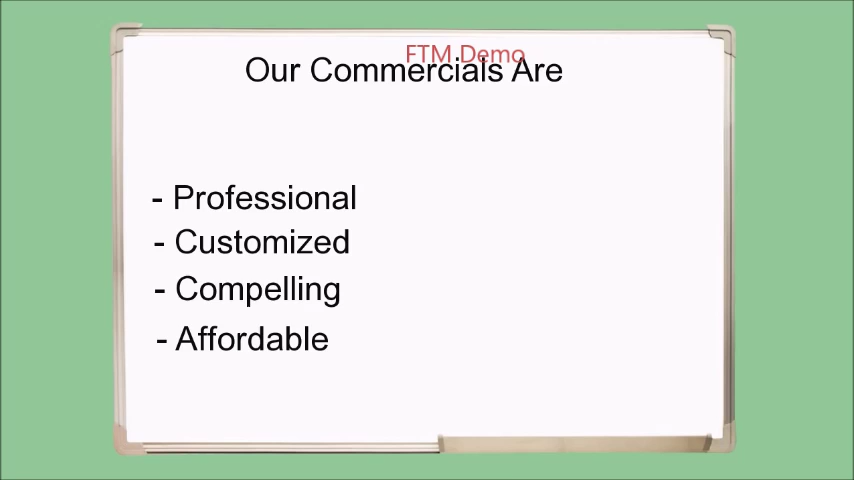 FTM Demo
Our Commercials Are
- Professional
- Customized
- Compelling
- Affordable